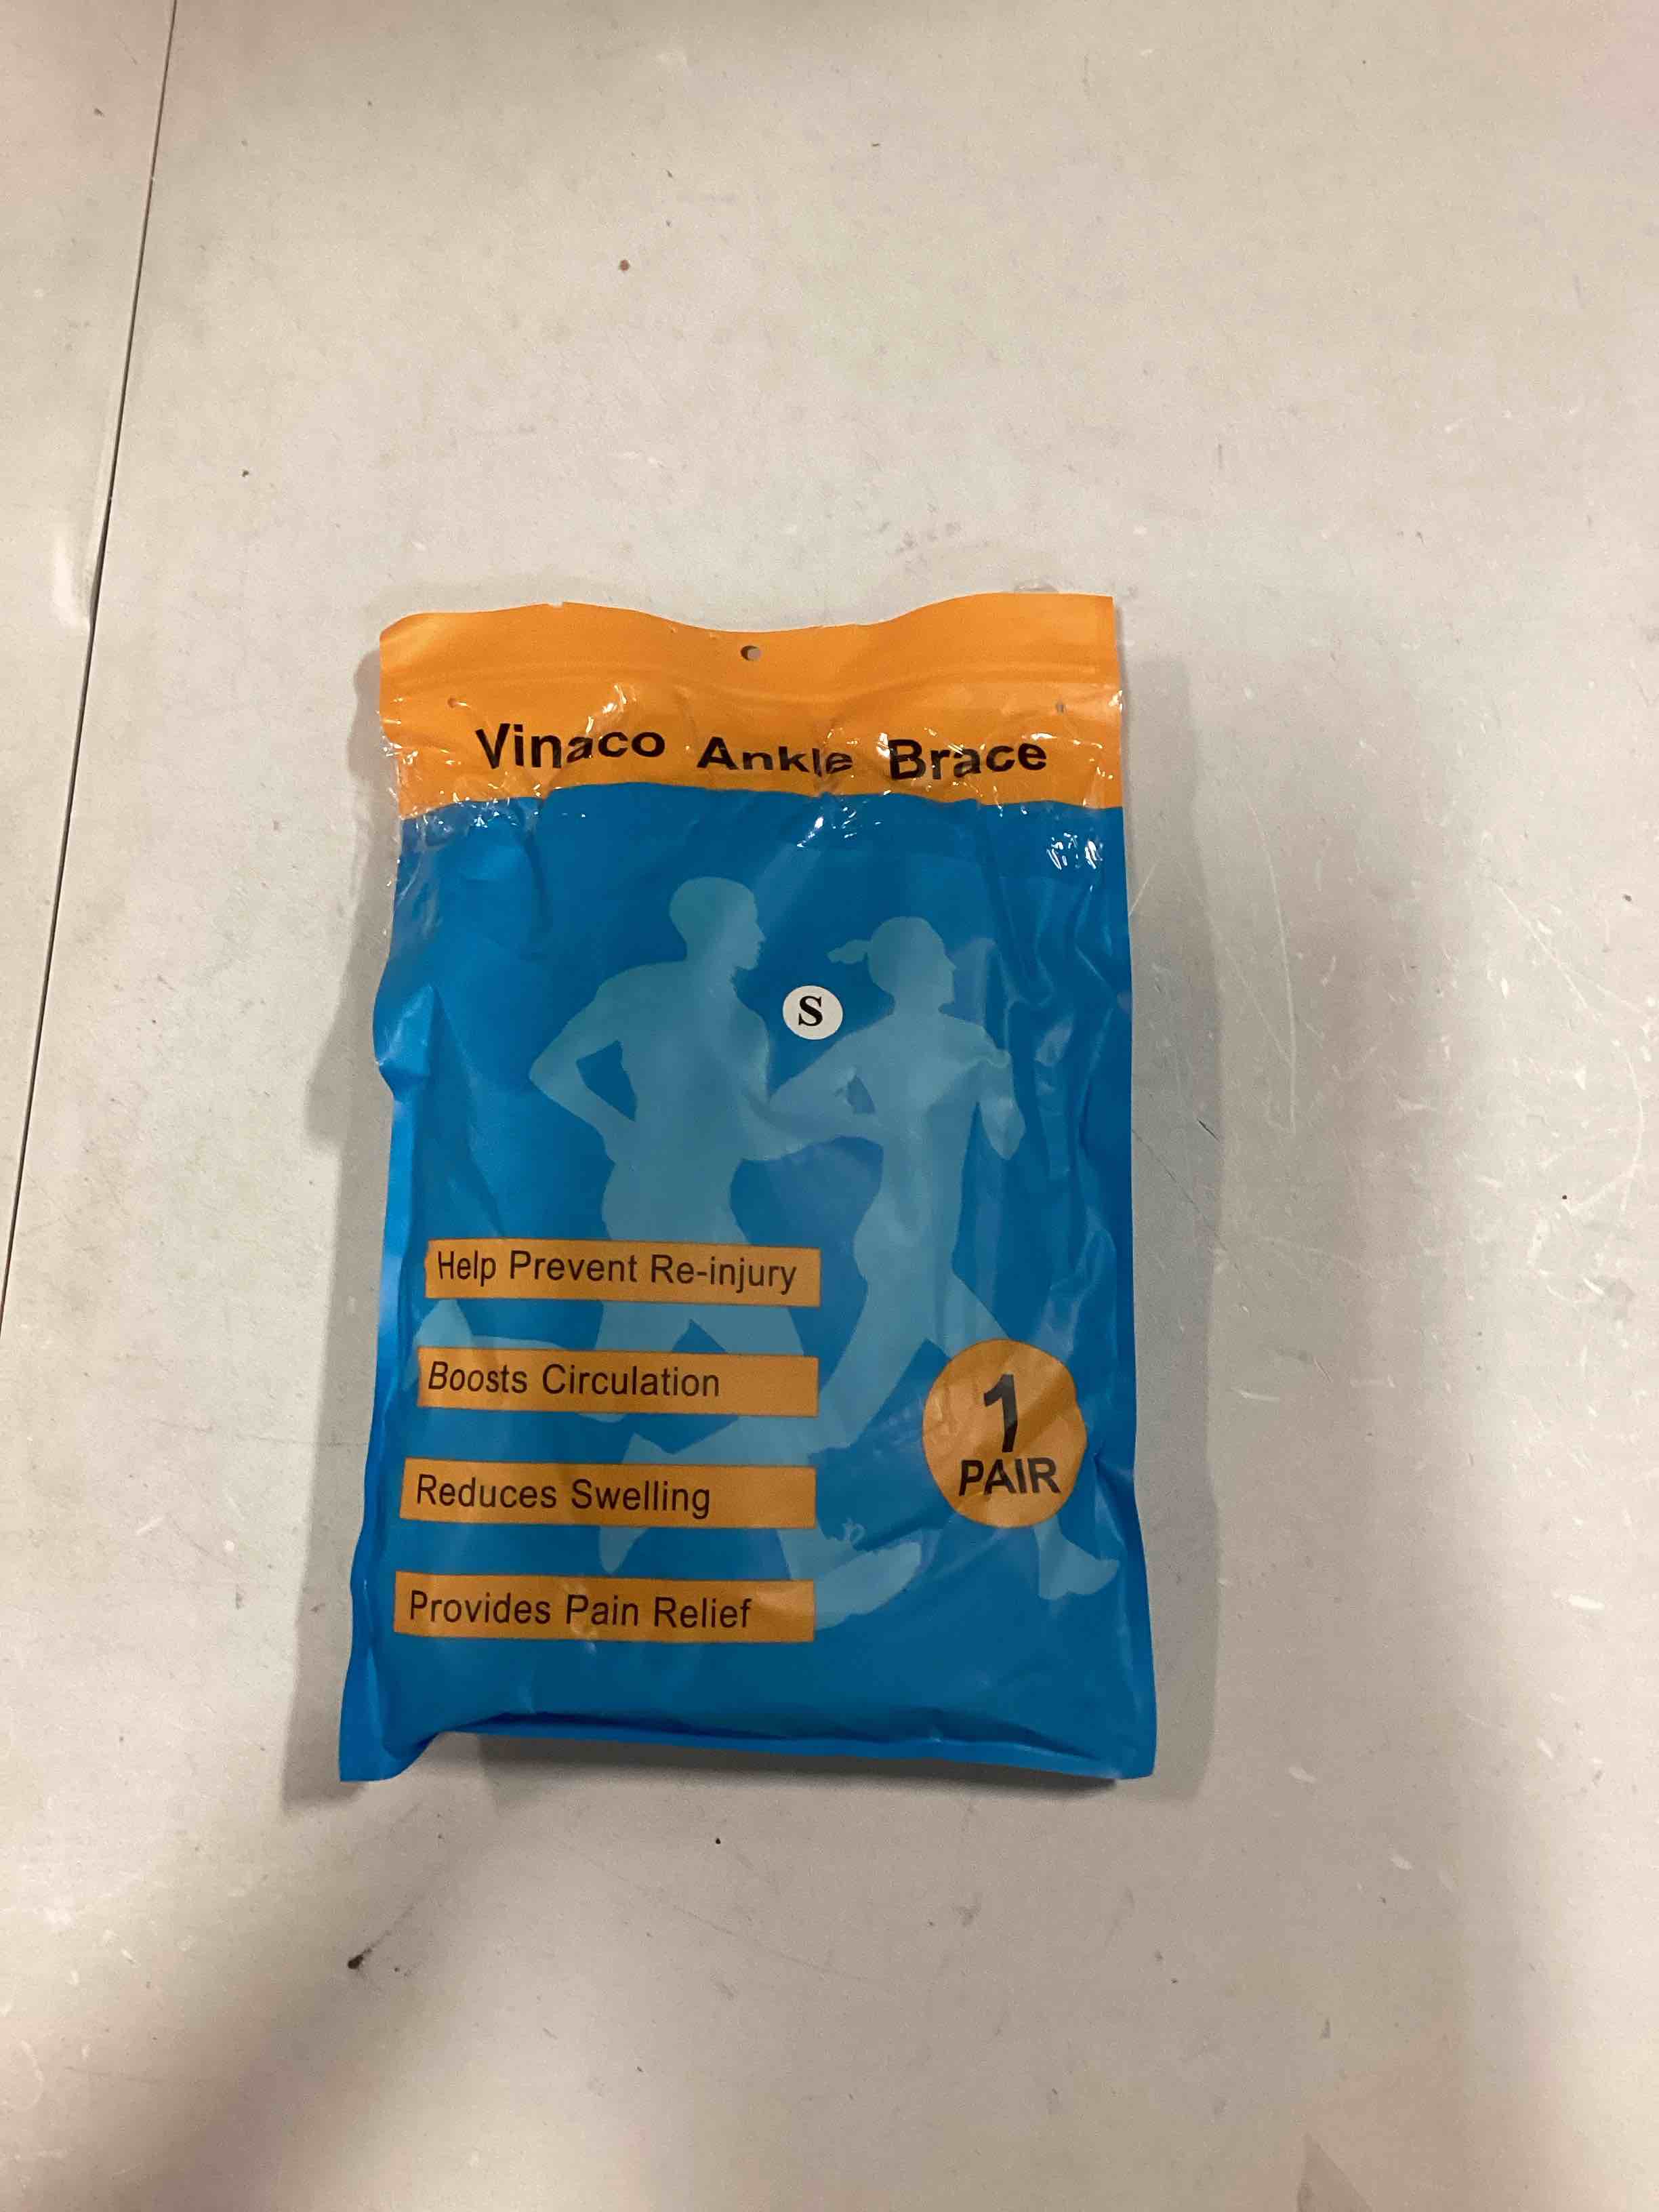 Vinaco Ankle Brace
S
Help Prevent Re-injury
Boosts Circulation
1
PAIR
Reduces Swelling
Provides Pain Relief